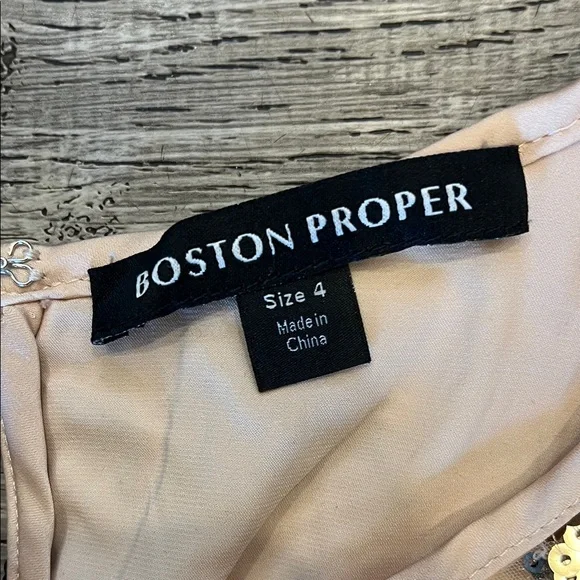 BOSTON PROPER
Size 4
Made in
China